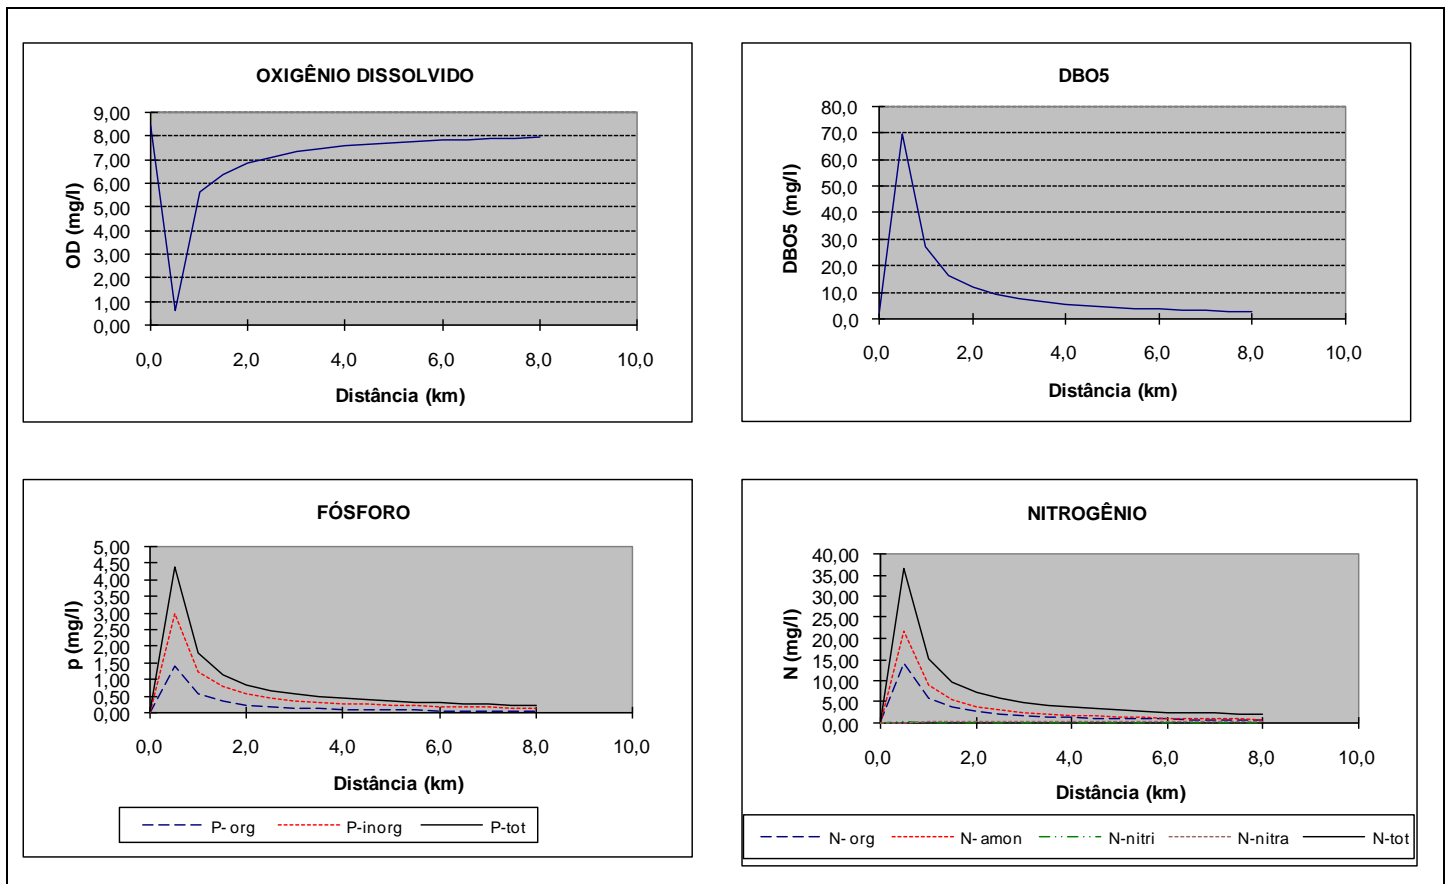 OXIGÊNIO DISSOLVIDO
9,00
8,00
7,00
6,00
5,00
4,00
3,00
2,00
1,00
0,00
OD (mg/l)
0,0 2,0 4,0 6,0 8,0 10,0
Distância (km)
DBO5
80,0
70,0
60,0
50,0
40,0
30,0
20,0
10,0
0,0
DBO5 (mg/l)
0,0 2,0 4,0 6,0 8,0 10,0
Distância (km)
FÓSFORO
5,00
4,50
4,00
3,50
3,00
2,50
2,00
1,50
1,00
0,50
0,00
p (mg/l)
0,0 2,0 4,0 6,0 8,0 10,0
Distância (km)
P-org P-inorg P-tot
NITROGÊNIO
40,00
35,00
30,00
25,00
20,00
15,00
10,00
5,00
0,00
N (mg/l)
0,0 2,0 4,0 6,0 8,0 10,0
Distância (km)
N-org N-amon N-nitri N-nitra N-tot